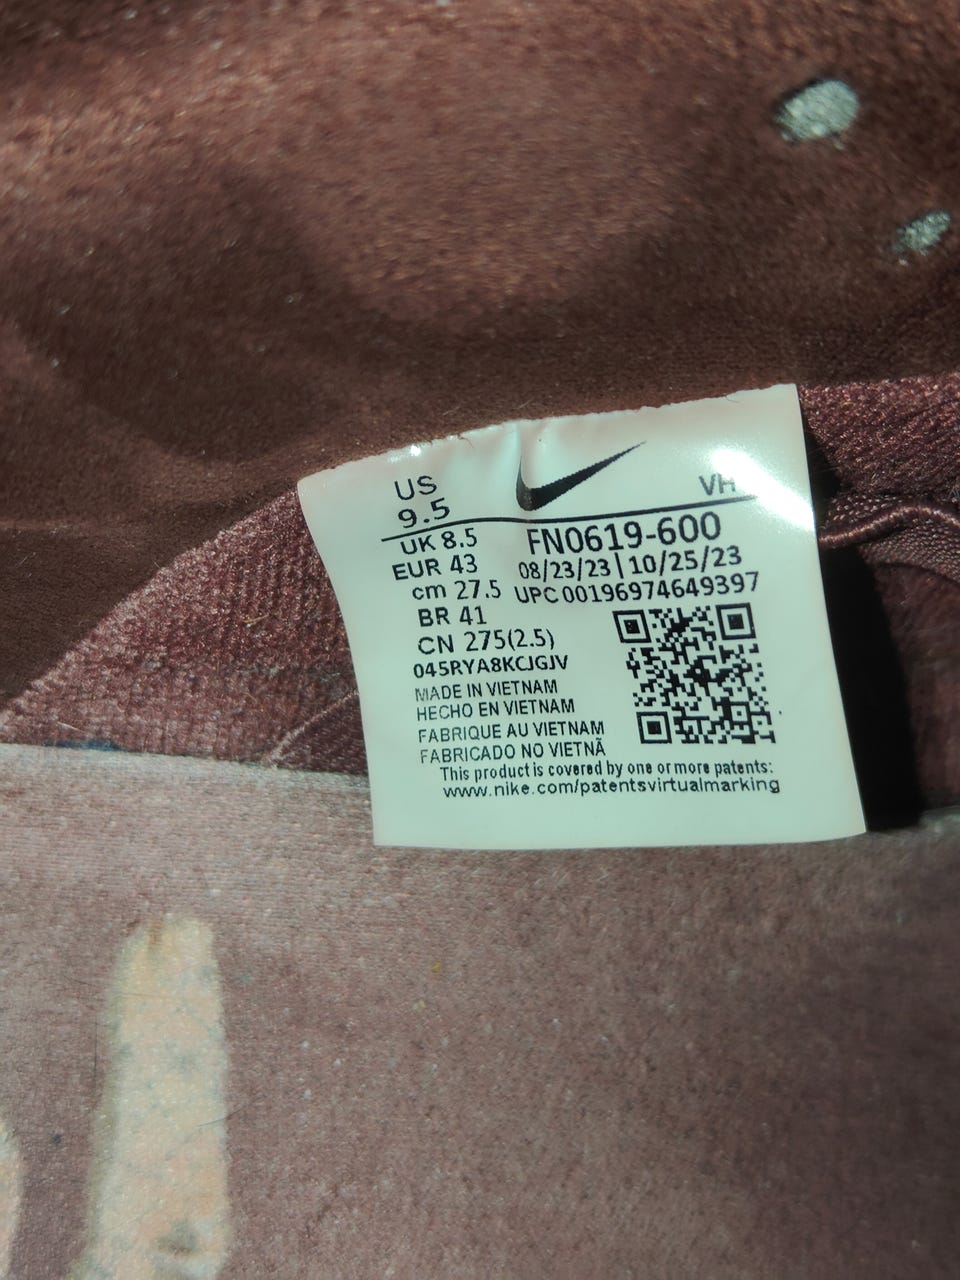 US
9.5
VH
UK 8.5
EUR 43
cm 27.5
BR 41
CN 275(2.5)
FN0619-600
08/23/23|10/25/23
UPC 00196974649397
045RYA8KCJGJV
MADE IN VIETNAM
HECHO EN VIETNAM
FABRIQUE AU VIETNAM
FABRICADO NO VIETNÃ
This product is covered by one or more patents:
www.nike.com/patentsvirtualmarking